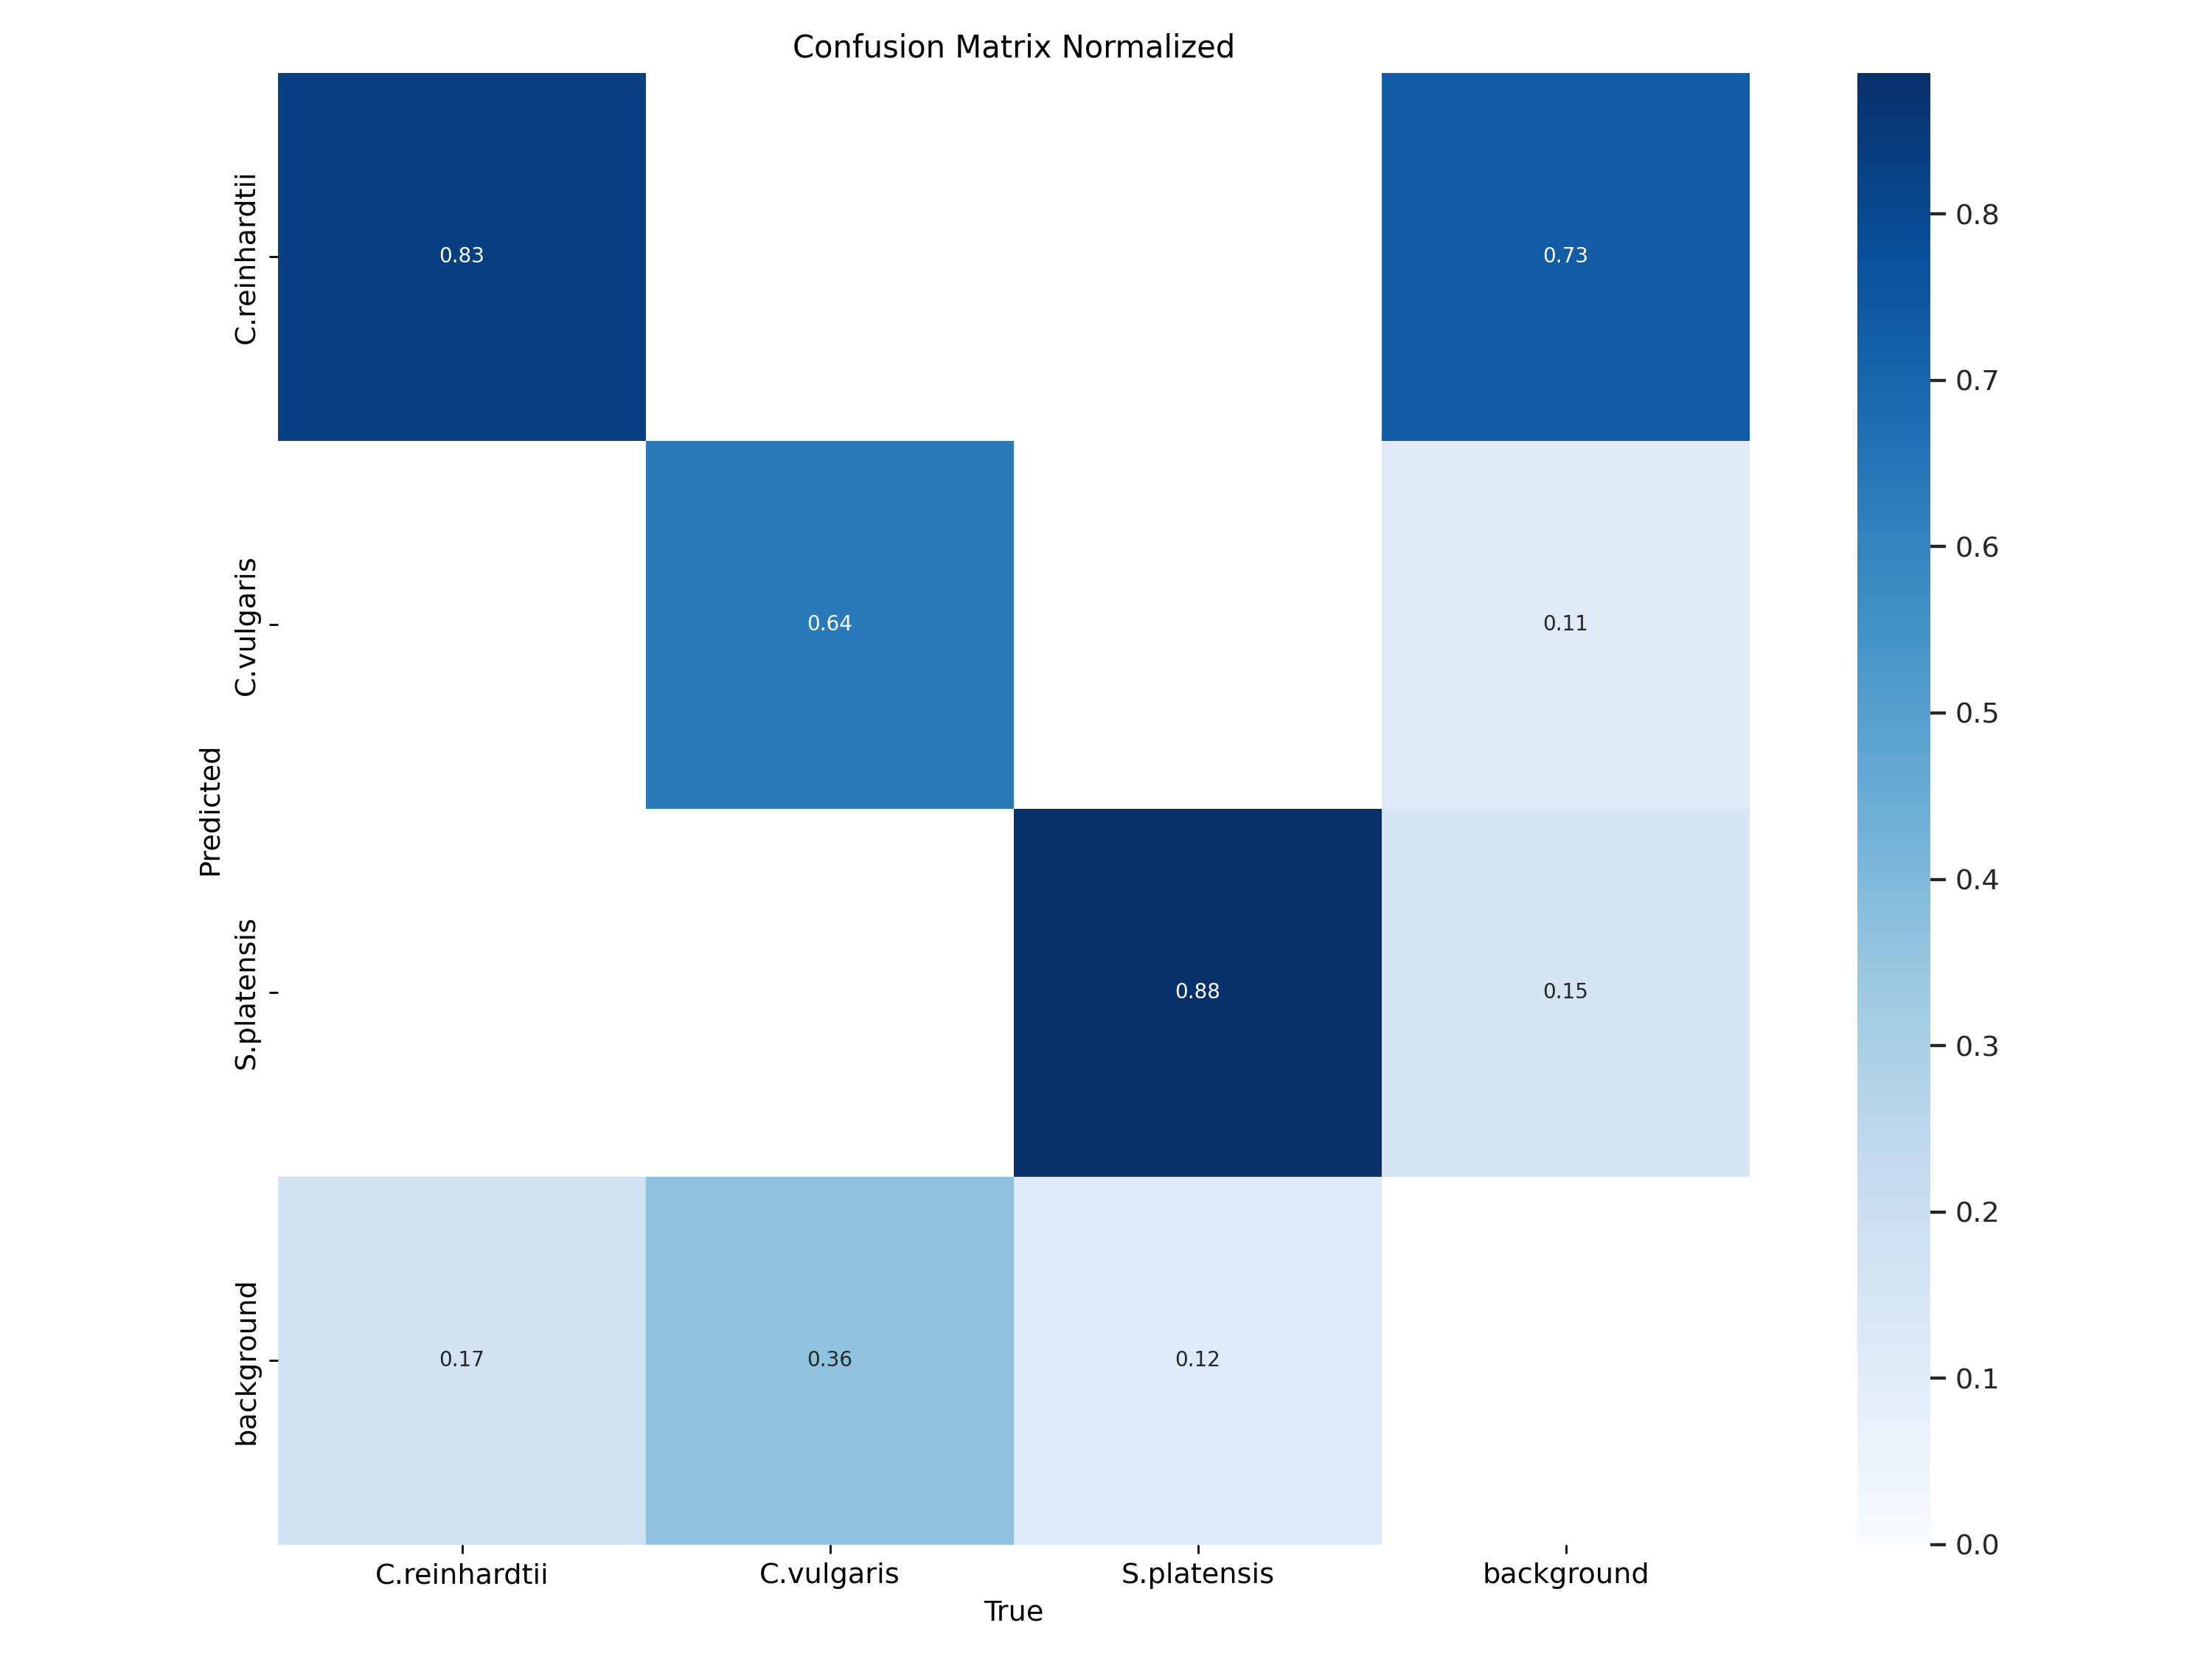 Confusion Matrix Normalized
C.reinhardtii
C.vulgaris
S.platensis
background
Predicted
0.83
0.73
0.64
0.11
0.88
0.15
0.17
0.36
0.12
C.reinhardtii
C.vulgaris
S.platensis
background
True
0.8
0.7
0.6
0.5
0.4
0.3
0.2
0.1
0.0